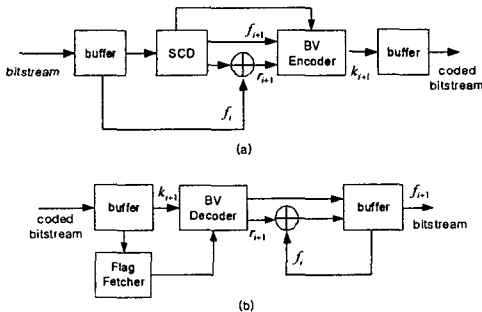 bitstream
buffer
SCD
f_{i+1}
r_{i+1}
f_i
BV
Encoder
k_{i+1}
buffer
coded
bitstream
(a)
coded
bitstream
buffer
k_{i+1}
BV
Decoder
r_{i+1}
f_i
buffer
f_{i+1}
bitstream
Flag
Fetcher
(b)